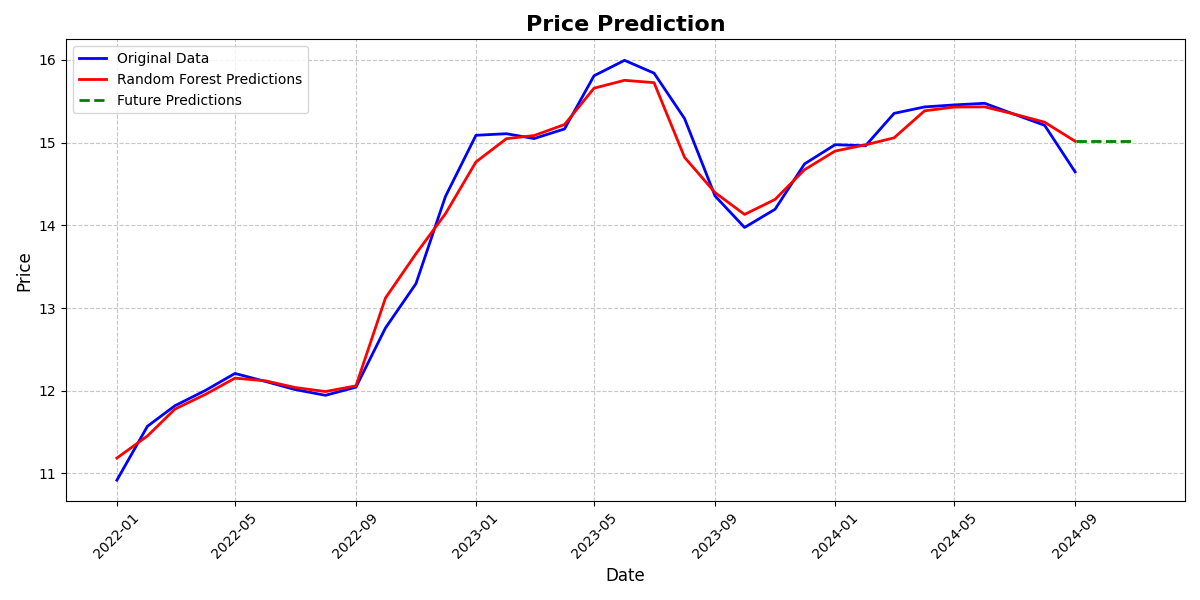 Price Prediction
Original Data
Random Forest Predictions
Future Predictions
Price
16
15
14
13
12
11
2022-01
2022-05
2022-09
2023-01
2023-05
2023-09
2024-01
2024-05
2024-09
Date